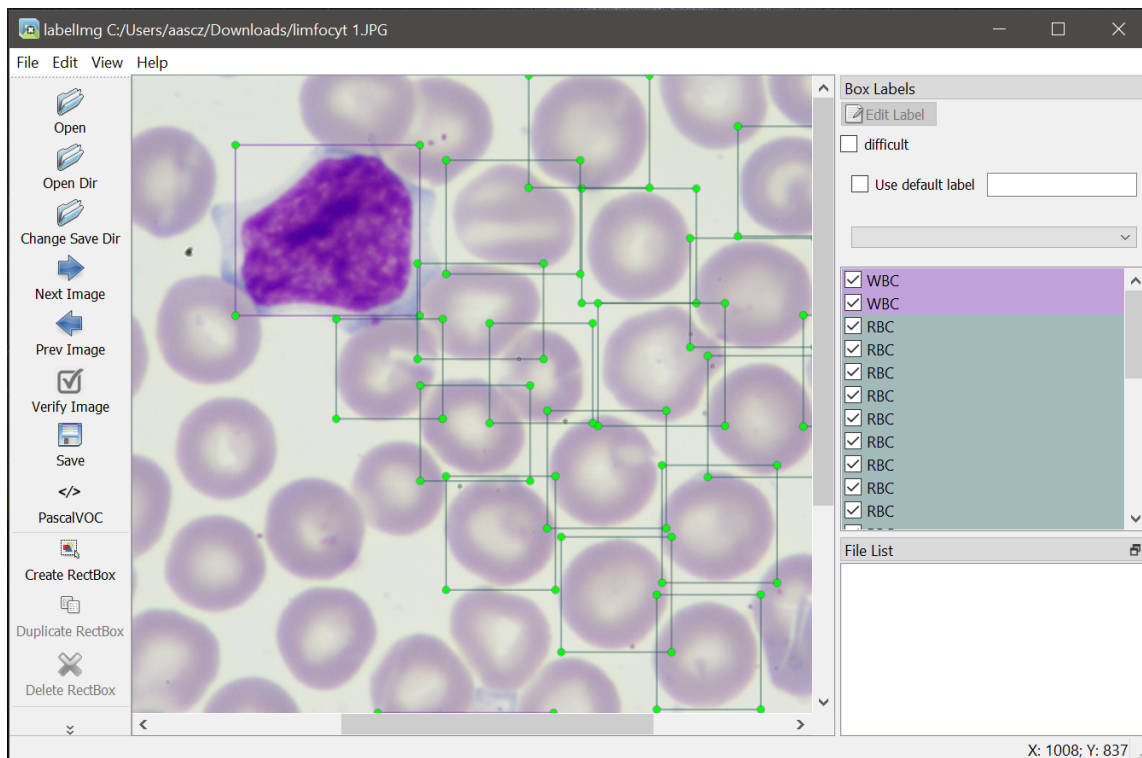 labelImg C:/Users/aascz/Downloads/limfocyt 1.JPG
File Edit View Help
Open
Open Dir
Change Save Dir
Next Image
Prev Image
Verify Image
Save
</>
PascalVOC
Create RectBox
Duplicate RectBox
Delete RectBox
Box Labels
Edit Label
difficult
Use default label
WBC
WBC
RBC
RBC
RBC
RBC
RBC
RBC
RBC
RBC
RBC
File List
X: 1008; Y: 837